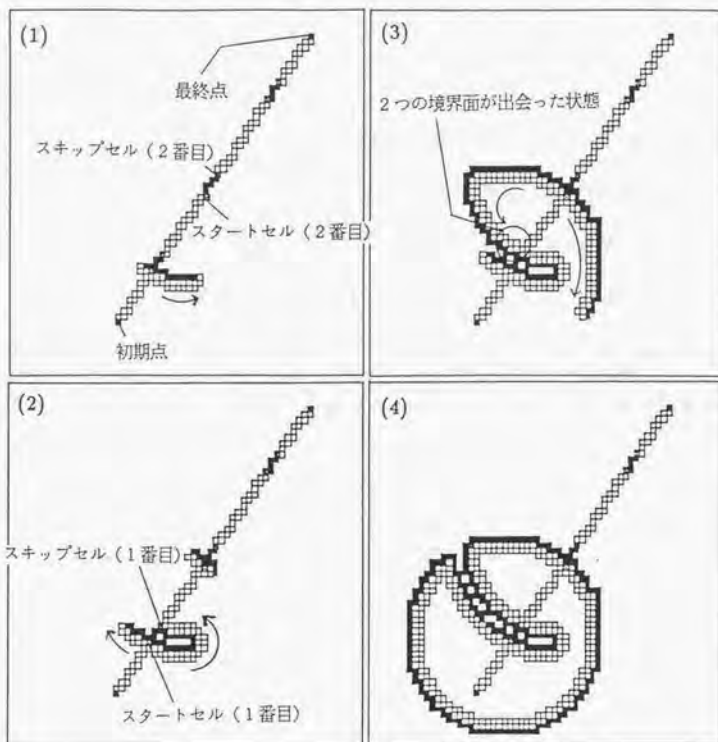 (1)
最終点
スキップセル（2番目）
スタートセル（2番目）
初期点
(3)
2つの境界面が出会った状態
(2)
スキップセル（1番目）
スタートセル（1番目）
(4)